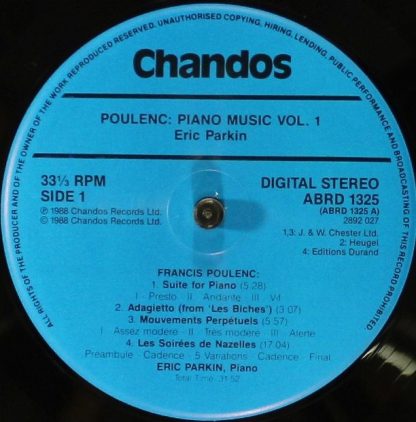 ALL RIGHTS OF THE PRODUCER AND OF THE OWNER OF THE WORK REPRODUCED RESERVED. UNAUTHORISED COPYING, HIRING, LENDING, PUBLIC PERFORMANCE AND BROADCASTING OF THIS RECORD PROHIBITED
Chandos
POULENC: PIANO MUSIC VOL. 1
Eric Parkin
33⅓ RPM
SIDE 1
℗ 1988 Chandos Records Ltd.
© 1988 Chandos Records Ltd.
DIGITAL STEREO
ABRD 1325
(ABRD 1325 A)
2892 027
1,3: J. & W. Chester Ltd.
2: Heugel
4: Editions Durand
FRANCIS POULENC:
1. Suite for Piano (5.28)
I - Presto - II - Andante - III - Vif
2. Adagietto (from 'Les Biches') (3.07)
3. Mouvements Perpétuels (5.57)
I - Assez modere - II - Tres modere - III - Alerte
4. Les Soirées de Nazelles (17.04)
Préambule - Cadence - 5 Variations - Cadence - Final
ERIC PARKIN, Piano
Total Time: 31.52